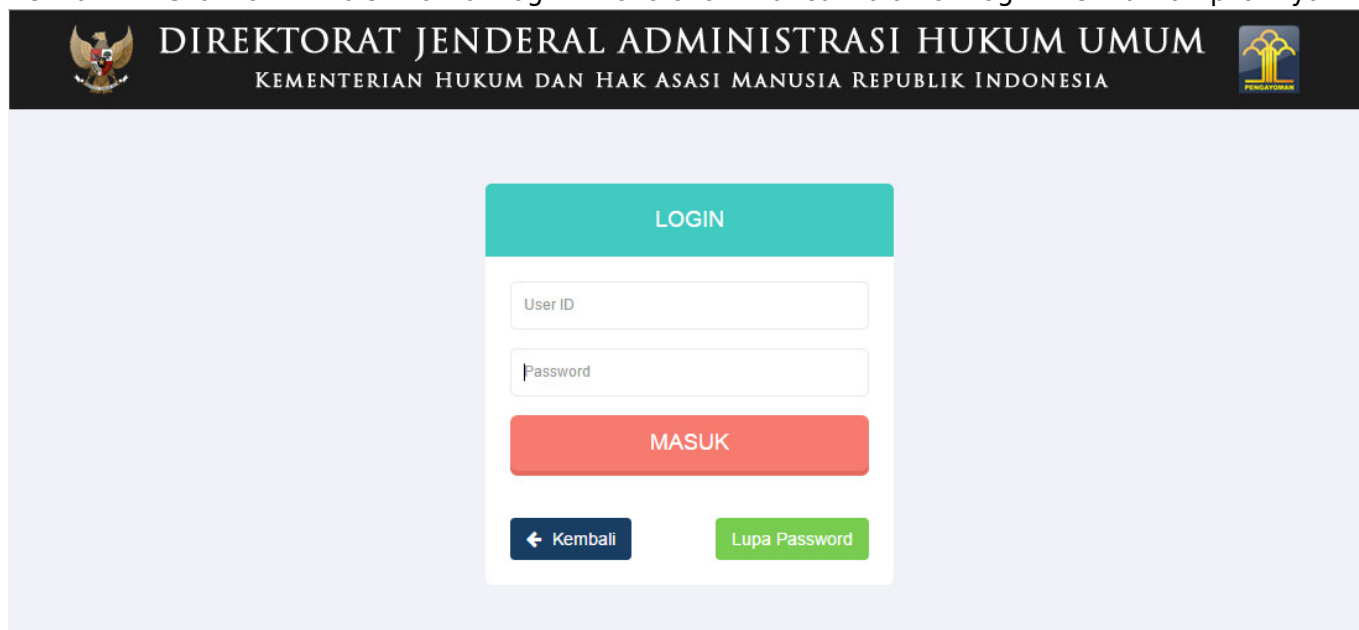 DIREKTORAT JENDERAL ADMINISTRASI HUKUM UMUM
KEMENTERIAN HUKUM DAN HAK ASASI MANUSIA REPUBLIK INDONESIA
PENGAYOMAN
LOGIN
User ID
Password
MASUK
Kembali
Lupa Password